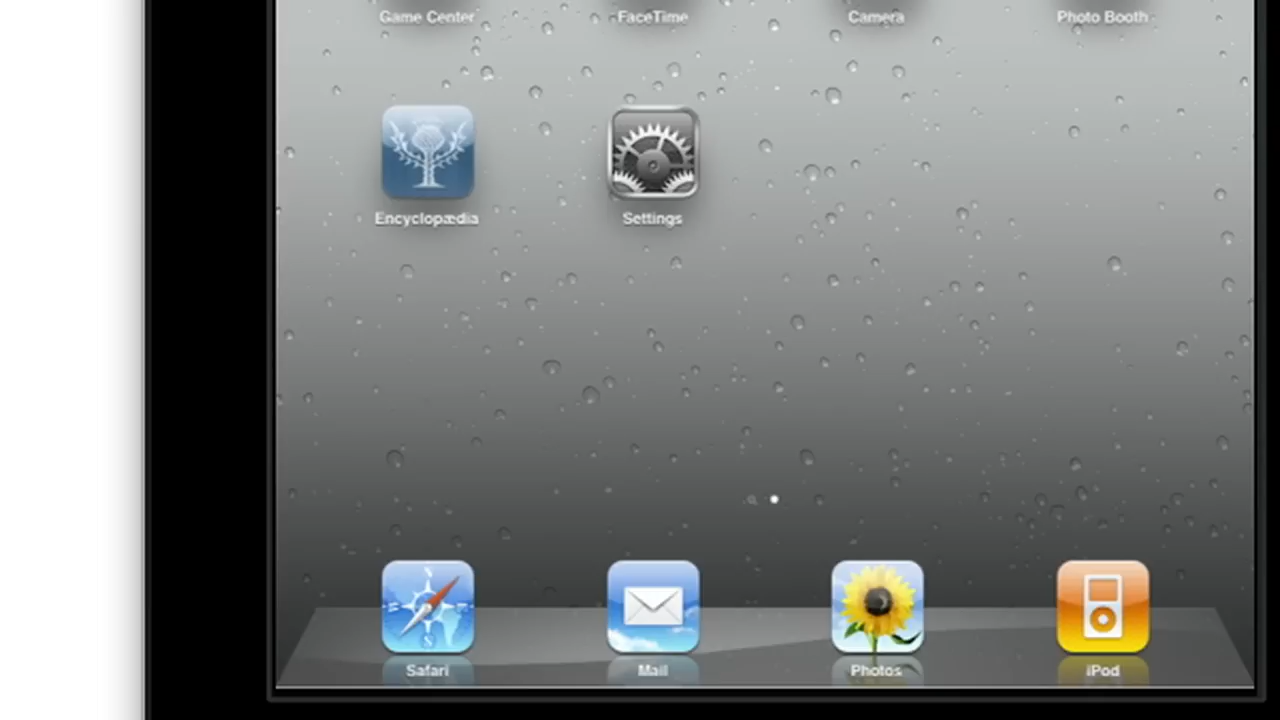 Game Center FaceTime Camera Photo Booth
Encyclopædia Settings
N
S
Safari Mail Photos iPod